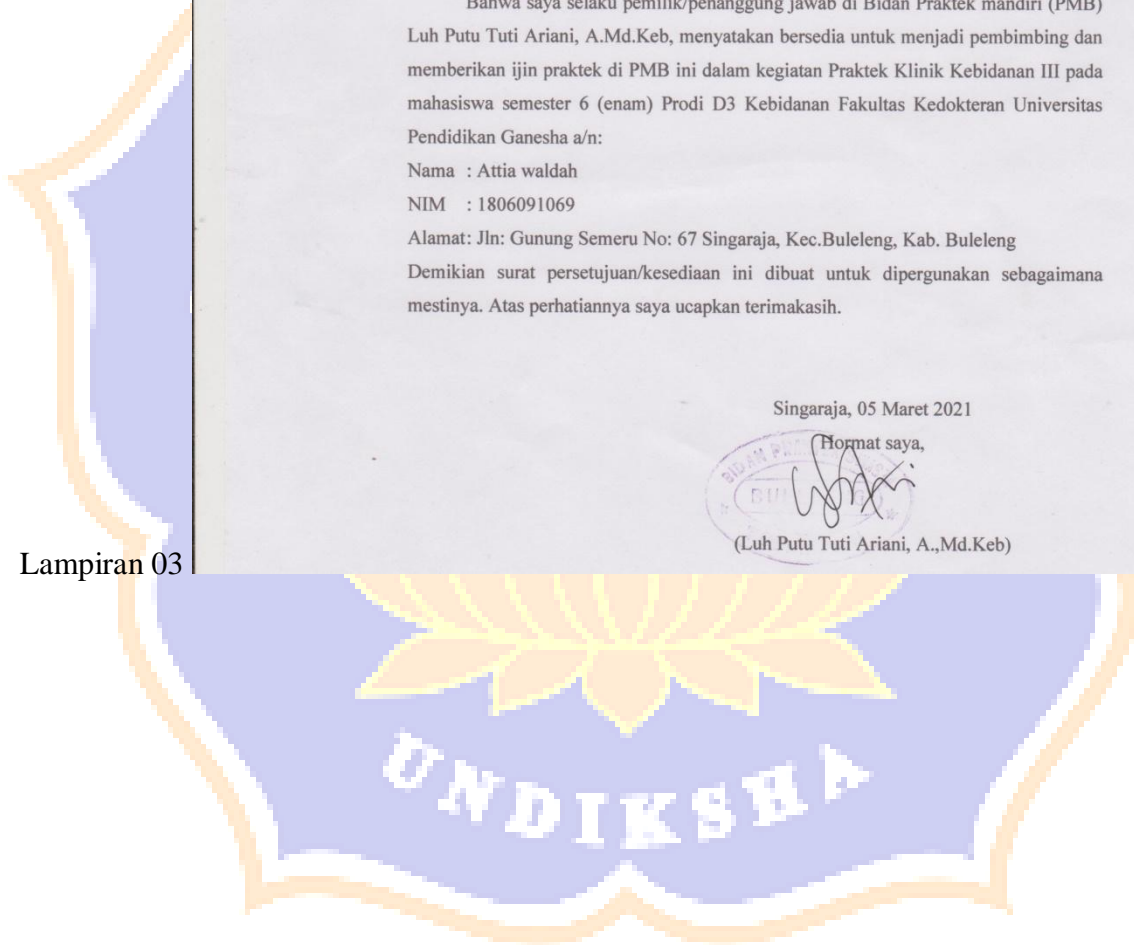 Bahwa saya selaku pemilik/penanggung jawab di Bidan Praktek mandiri (PMB)
Luh Putu Tuti Ariani, A.Md.Keb, menyatakan bersedia untuk menjadi pembimbing dan
memberikan ijin praktek di PMB ini dalam kegiatan Praktek Klinik Kebidanan III pada
mahasiswa semester 6 (enam) Prodi D3 Kebidanan Fakultas Kedokteran Universitas
Pendidikan Ganesha a/n:
Nama : Attia waldah
NIM : 1806091069
Alamat: Jln: Gunung Semeru No: 67 Singaraja, Kec.Buleleng, Kab. Buleleng
Demikian surat persetujuan/kesediaan ini dibuat untuk dipergunakan sebagaimana
mestinya. Atas perhatiannya saya ucapkan terimakasih.
Singaraja, 05 Maret 2021
Hormat saya,
BIDAN
(Luh Putu Tuti Ariani, A.,Md.Keb)
Lampiran 03
UNDIKSHA